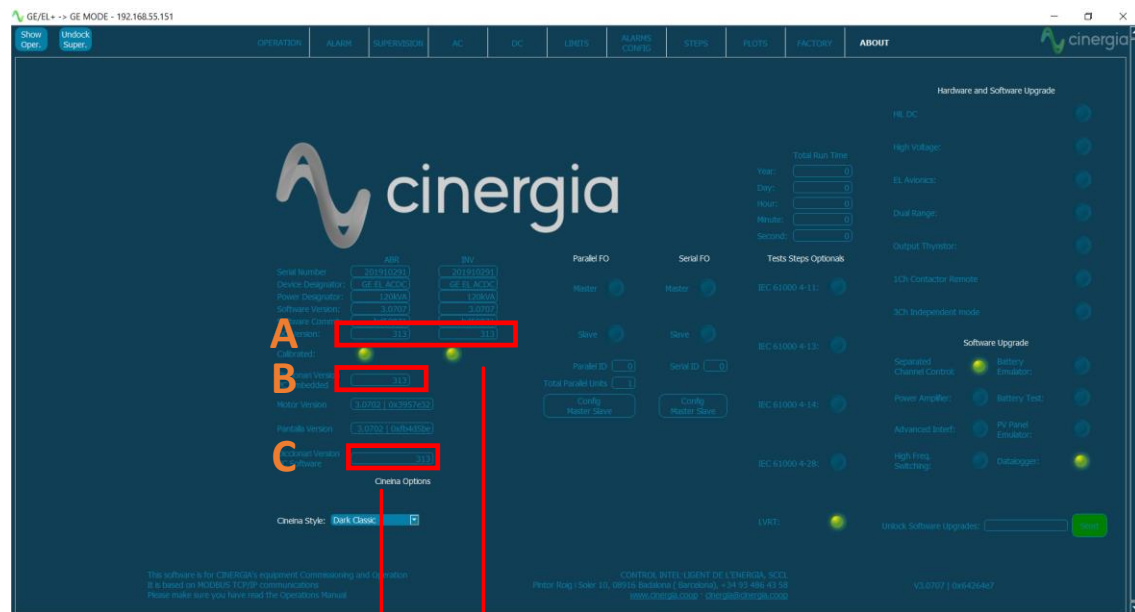 GE/EL+ -> GE MODE - 192.168.55.151
Show Oper.
Undock Super.
OPERATION
ALARM
SUPERVISION
AC
DC
LIMITS
ALARMS CONFIG
STEPS
PLOTS
FACTORY
ABOUT
cinergia
cinergia
ABR
INV
Serial Number
201910291
201910291
Device Designator:
GE EL ACDC
GE EL ACDC
Power Designator:
120kVA
120kVA
Software Version:
3.0707
3.0707
A
313
313
Calibrated:
B
313
Motor Version
3.0702 | 0x3957e32
Pantalla Version
C
313
Cineina Options
Cineina Style:
Dark Classic
Parallel FO
Serial FO
Master
Master
Slave
Slave
Parallel ID
0
Serial ID
0
Total Parallel Units
1
Config Master Slave
Config Master Slave
Total Run Time
Year:
0
Day:
0
Hour:
0
Minute:
0
Second:
0
Tests Steps Optionals
IEC 61000 4-11:
IEC 61000 4-13:
IEC 61000 4-14:
IEC 61000 4-28:
LVRT:
Hardware and Software Upgrade
HIL DC
High Voltage:
EL Avionics:
Dual Range:
Output Thyristor:
1Ch Contactor Remote
3Ch Independent mode
Software Upgrade
Separated Channel Control:
Battery Emulator:
Power Amplifier:
Battery Test:
Advanced Interf:
PV Panel Emulator:
High Freq. Switching:
Datalogger:
Unlock Software Upgrades:
Send
This software is for CINERGIA's equipment Commissioning and Operation
It is based on MODBUS TCP/IP communications
Please make sure you have read the Operations Manual
CONTROL INTEL·LIGENT DE L'ENERGIA, SCCL
Pintor Roig i Soler 10, 08916 Badalona ( Barcelona), +34 93 486 43 58
www.cinergia.coop - cinergia@cinergia.coop
V3.0707 | 0x64264e7